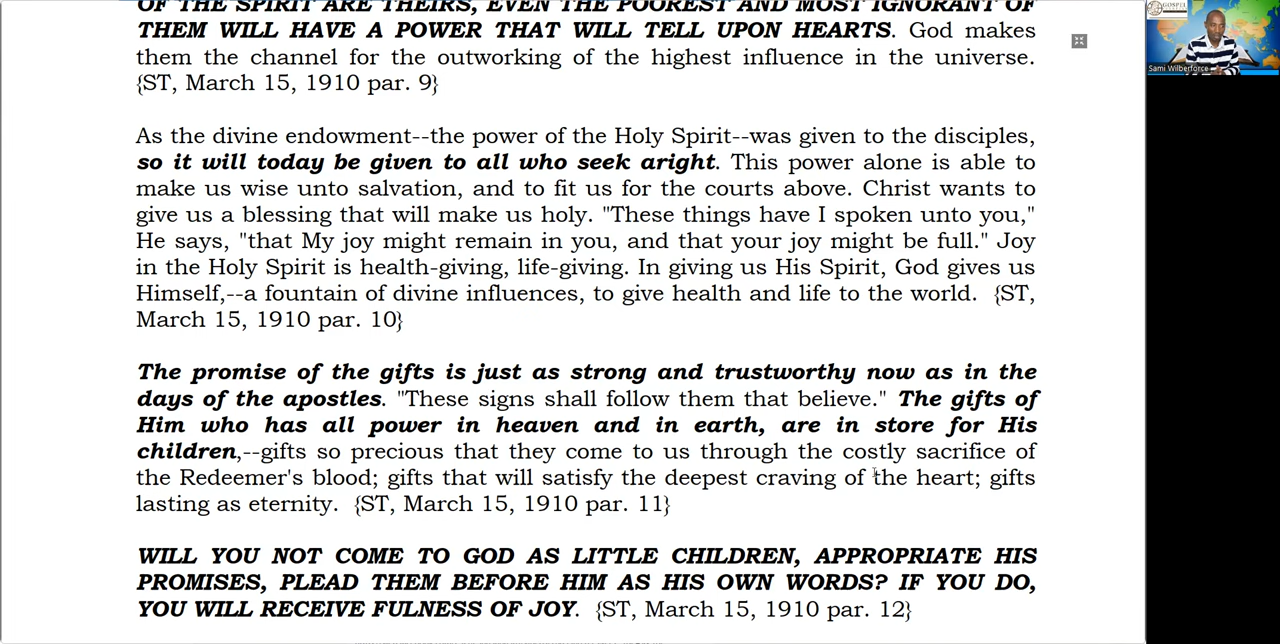 OF THE SPIRIT ARE THEIRS, EVEN THE POOREST AND MOST IGNORANT OF
THEM WILL HAVE A POWER THAT WILL TELL UPON HEARTS. God makes
them the channel for the outworking of the highest influence in the universe.
{ST, March 15, 1910 par. 9}
As the divine endowment--the power of the Holy Spirit--was given to the disciples,
so it will today be given to all who seek aright. This power alone is able to
make us wise unto salvation, and to fit us for the courts above. Christ wants to
give us a blessing that will make us holy. "These things have I spoken unto you,"
He says, "that My joy might remain in you, and that your joy might be full." Joy
in the Holy Spirit is health-giving, life-giving. In giving us His Spirit, God gives us
Himself,--a fountain of divine influences, to give health and life to the world. {ST,
March 15, 1910 par. 10}
The promise of the gifts is just as strong and trustworthy now as in the
days of the apostles. "These signs shall follow them that believe." The gifts of
Him who has all power in heaven and in earth, are in store for His
children,--gifts so precious that they come to us through the costly sacrifice of
the Redeemer's blood; gifts that will satisfy the deepest craving of the heart; gifts
lasting as eternity. {ST, March 15, 1910 par. 11}
WILL YOU NOT COME TO GOD AS LITTLE CHILDREN, APPROPRIATE HIS
PROMISES, PLEAD THEM BEFORE HIM AS HIS OWN WORDS? IF YOU DO,
YOU WILL RECEIVE FULNESS OF JOY. {ST, March 15, 1910 par. 12}
GOSPEL
Sami Wilberforce